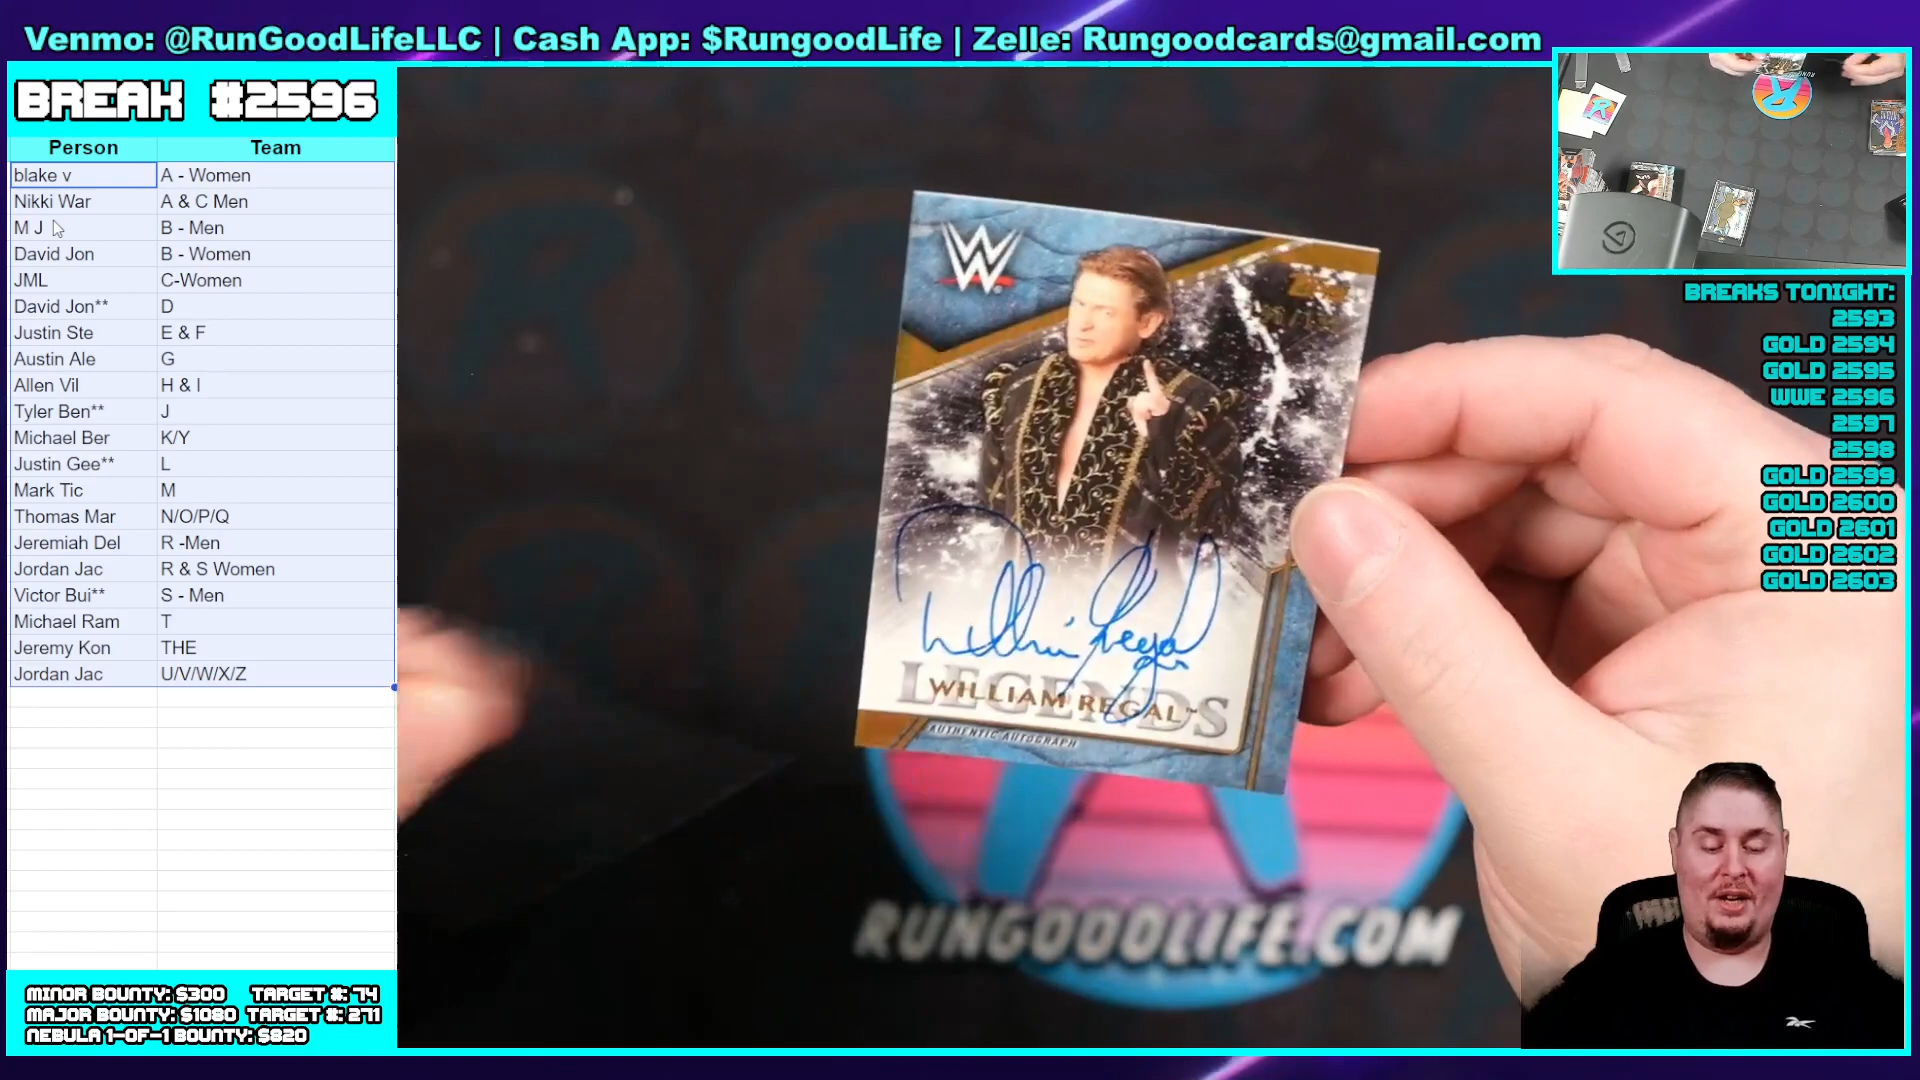 Venmo: @RunGoodLifeLLC | Cash App: $RungoodLife | Zelle: Rungoodcards@gmail.com
BREAK #2596
Person Team
blake v A - Women
Nikki War A & C Men
M J B - Men
David Jon B - Women
JML C-Women
David Jon** D
Justin Ste E & F
Austin Ale G
Allen Vil H & I
Tyler Ben** J
Michael Ber K/Y
Justin Gee** L
Mark Tic M
Thomas Mar N/O/P/Q
Jeremiah Del R -Men
Jordan Jac R & S Women
Victor Bui** S - Men
Michael Ram T
Jeremy Kon THE
Jordan Jac U/V/W/X/Z
MINOR BOUNTY: $300 TARGET #: 74
MAJOR BOUNTY: $1080 TARGET #: 271
NEBULA 1-OF-1 BOUNTY: $820
W
William Regal
LEGENDS
WILLIAM REGAL™
AUTHENTIC AUTOGRAPH
RUNGOODLIFE.COM
R
BREAKS TONIGHT:
2593
GOLD 2594
GOLD 2595
WWE 2596
2597
2598
GOLD 2599
GOLD 2600
GOLD 2601
GOLD 2602
GOLD 2603